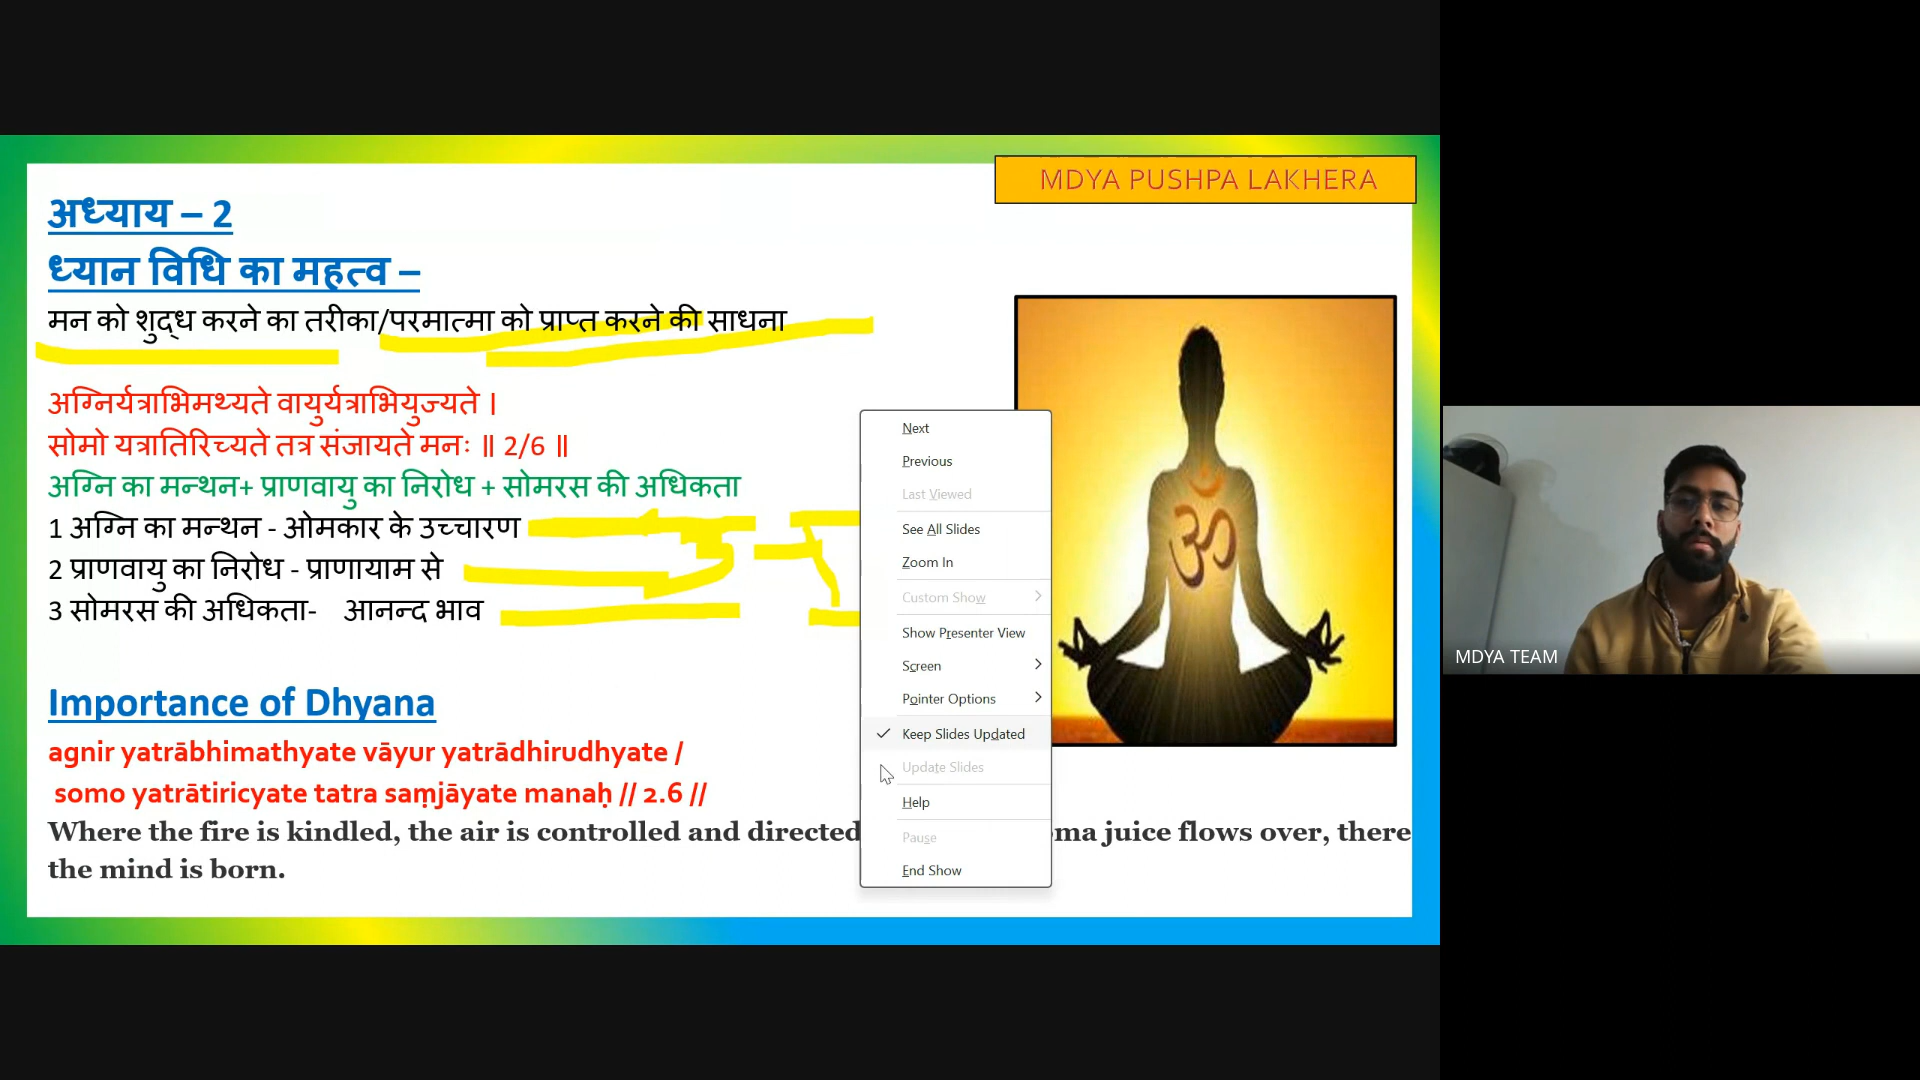 MDYA PUSHPA LAKHERA
अध्याय – 2
ध्यान विधि का महत्व –
मन को शुद्ध करने का तरीका/परमात्मा को प्राप्त करने की साधना
अग्निर्यत्राभिमथ्यते वायुर्यत्राभियुज्यते ।
सोमो यत्रातिरिच्यते तत्र संजायते मनः ॥ 2/6 ॥
अग्नि का मन्थन+ प्राणवायु का निरोध + सोमरस की अधिकता
1 अग्नि का मन्थन - ओमकार के उच्चारण
2 प्राणवायु का निरोध - प्राणायाम से
3 सोमरस की अधिकता- आनन्द भाव
Importance of Dhyana
agnir yatrābhimathyate vāyur yatrādhirudhyate /
somo yatrātiricyate tatra saṃjāyate manaḥ // 2.6 //
Where the fire is kindled, the air is controlled and directed juice flows over, there
the mind is born.
Next
Previous
Last Viewed
See All Slides
Zoom In
Custom Show
Show Presenter View
Screen
Pointer Options
Keep Slides Updated
Update Slides
Help
Pause
End Show
ॐ
MDYA TEAM